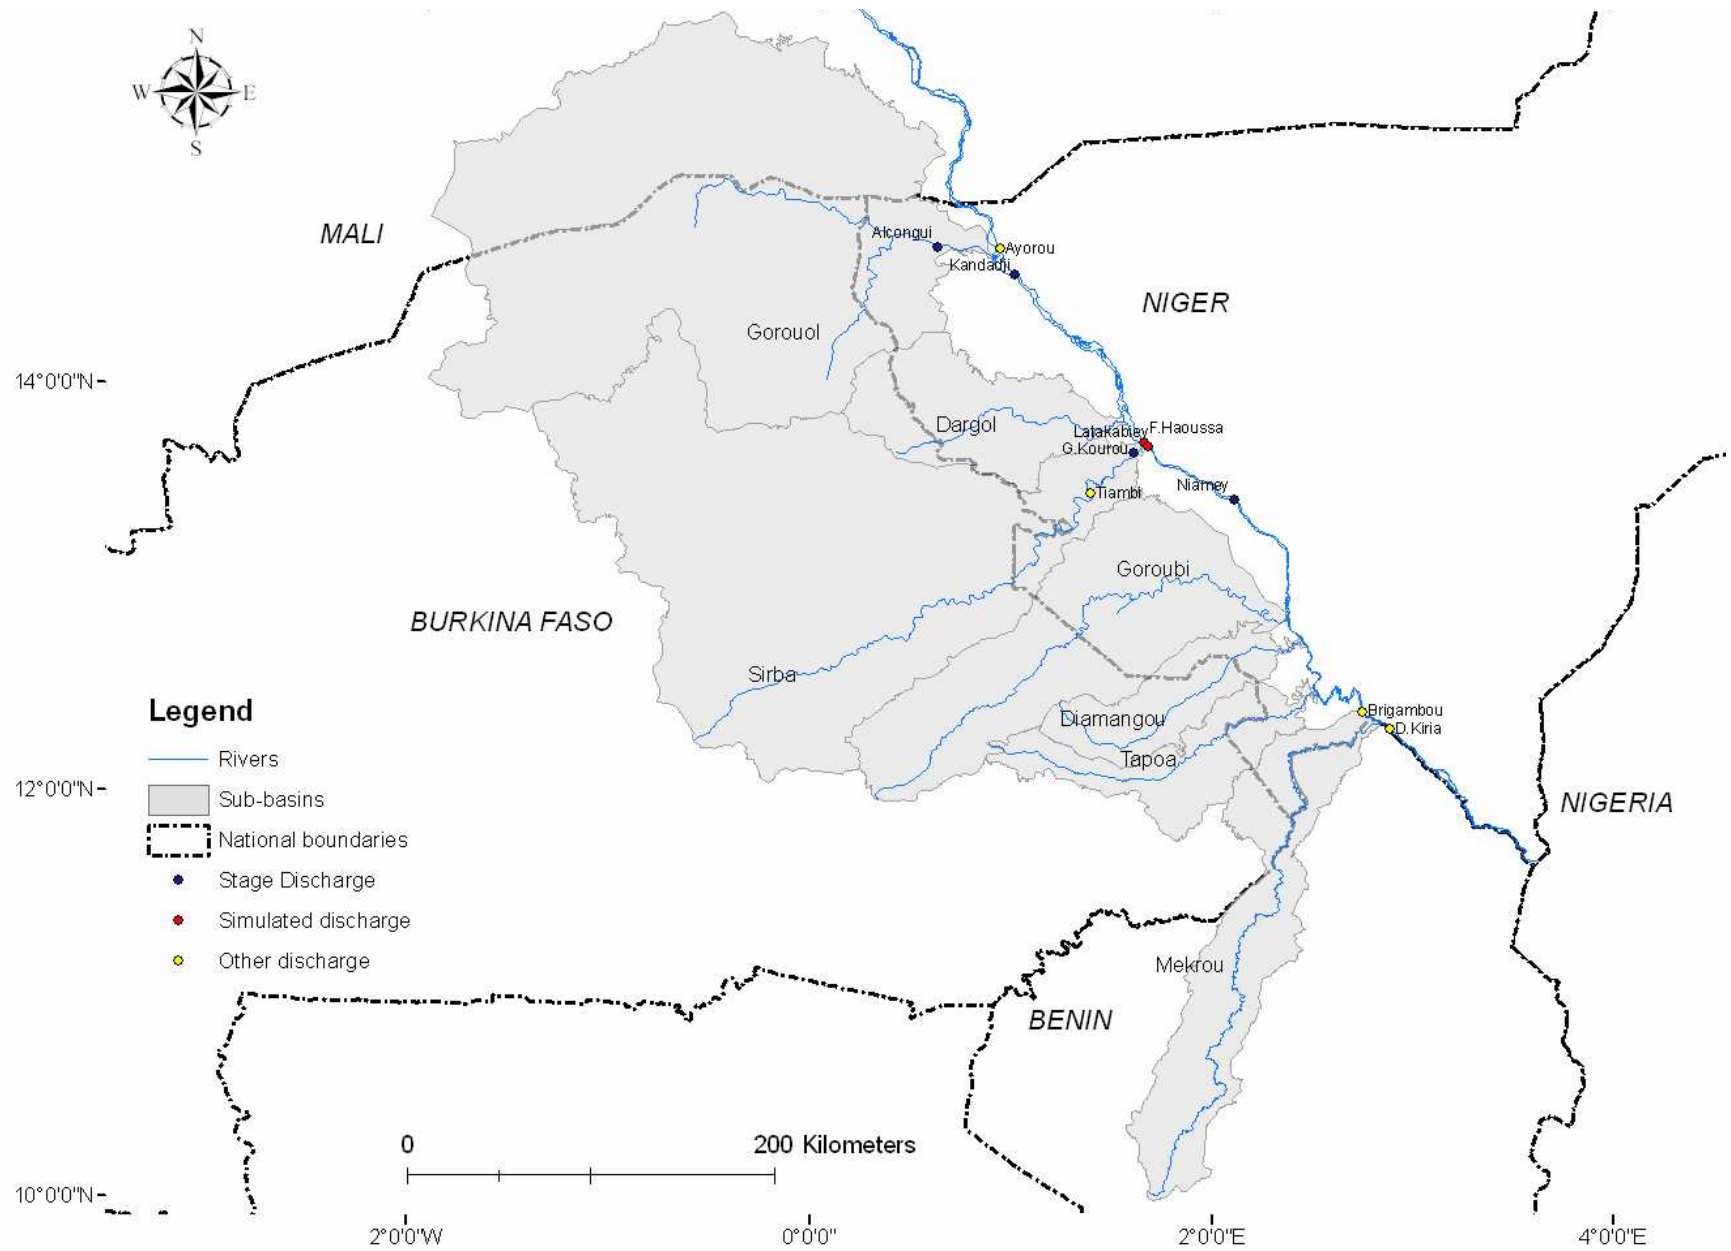 N
W
E
S
MALI
Alcongui
Ayorou
Kandadji
NIGER
Gorouol
14°0'0"N
Dargol
Latakabiey
F.Haoussa
G.Kourou
Tiambi
Niamey
Goroubi
BURKINA FASO
Sirba
Legend
Diamangou
Brigambou
D.Kiria
Rivers
Tapoa
12°0'0"N
Sub-basins
NIGERIA
National boundaries
Stage Discharge
Simulated discharge
Other discharge
Mekrou
BENIN
0
200 Kilometers
10°0'0"N
2°0'0"W
0°0'0"
2°0'0"E
4°0'0"E